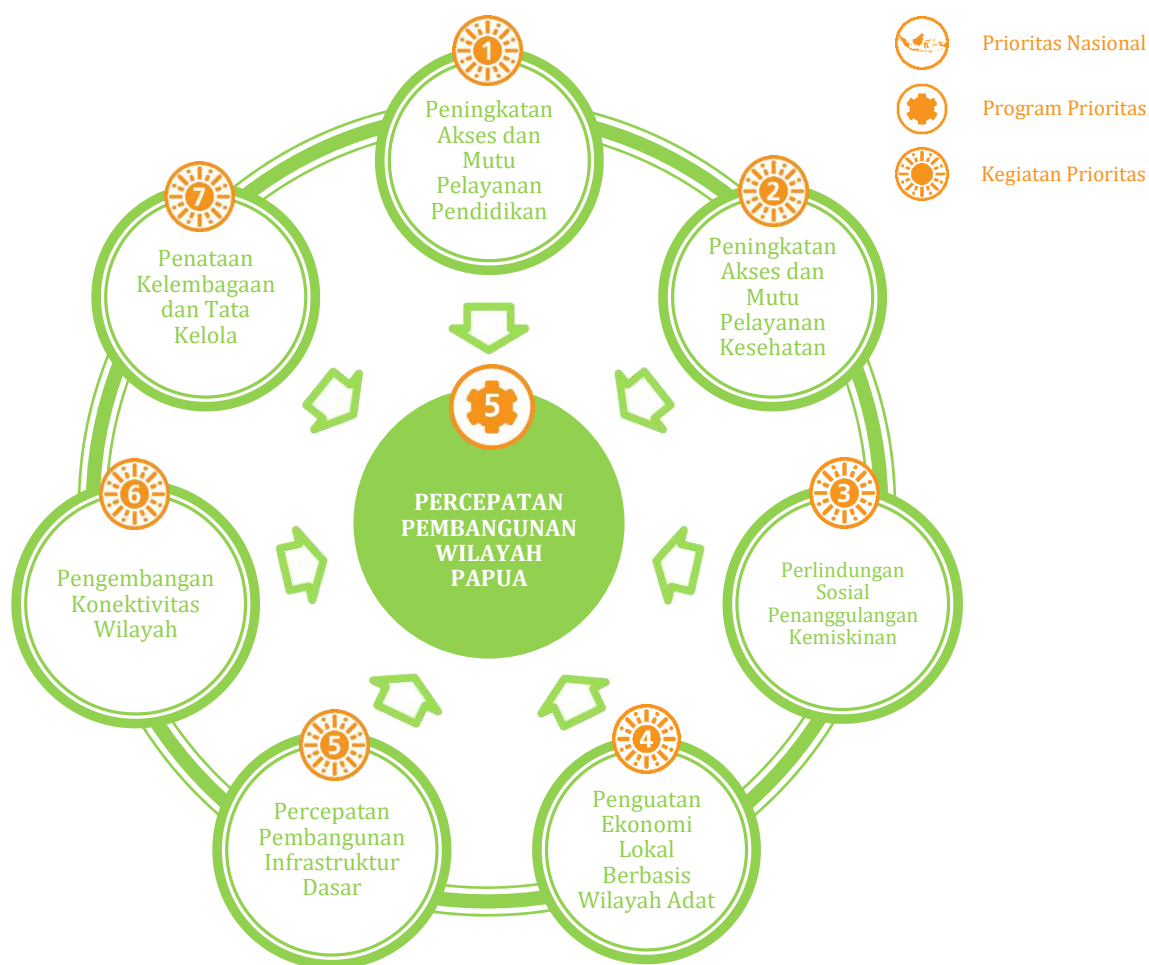 1
Peningkatan
Akses dan
Mutu
Pelayanan
Pendidikan
2
Peningkatan
Akses dan
Mutu
Pelayanan
Kesehatan
3
Perlindungan
Sosial
Penanggulangan
Kemiskinan
4
Penguatan
Ekonomi
Lokal
Berbasis
Wilayah Adat
5
Percepatan
Pembangunan
Infrastruktur
Dasar
6
Pengembangan
Konektivitas
Wilayah
7
Penataan
Kelembagaan
dan Tata
Kelola
5
PERCEPATAN
PEMBANGUNAN
WILAYAH
PAPUA
Prioritas Nasional
Program Prioritas
Kegiatan Prioritas